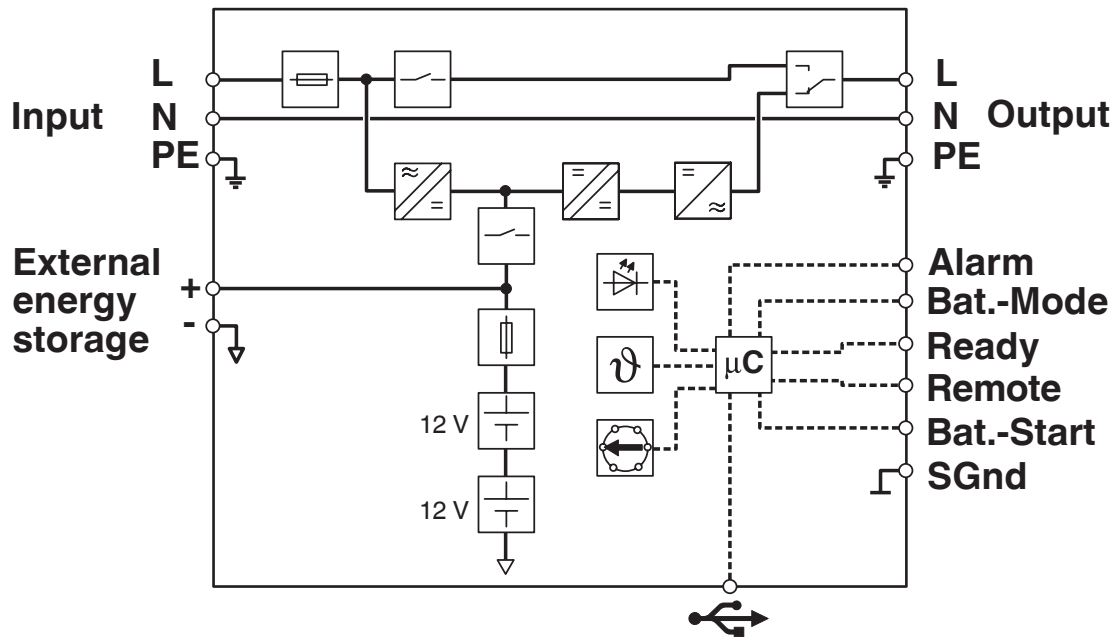 L
Input N
PE
L
N Output
PE
External
energy
storage
+
-
12 V
12 V
ϑ
µC
Alarm
Bat.-Mode
Ready
Remote
Bat.-Start
SGnd